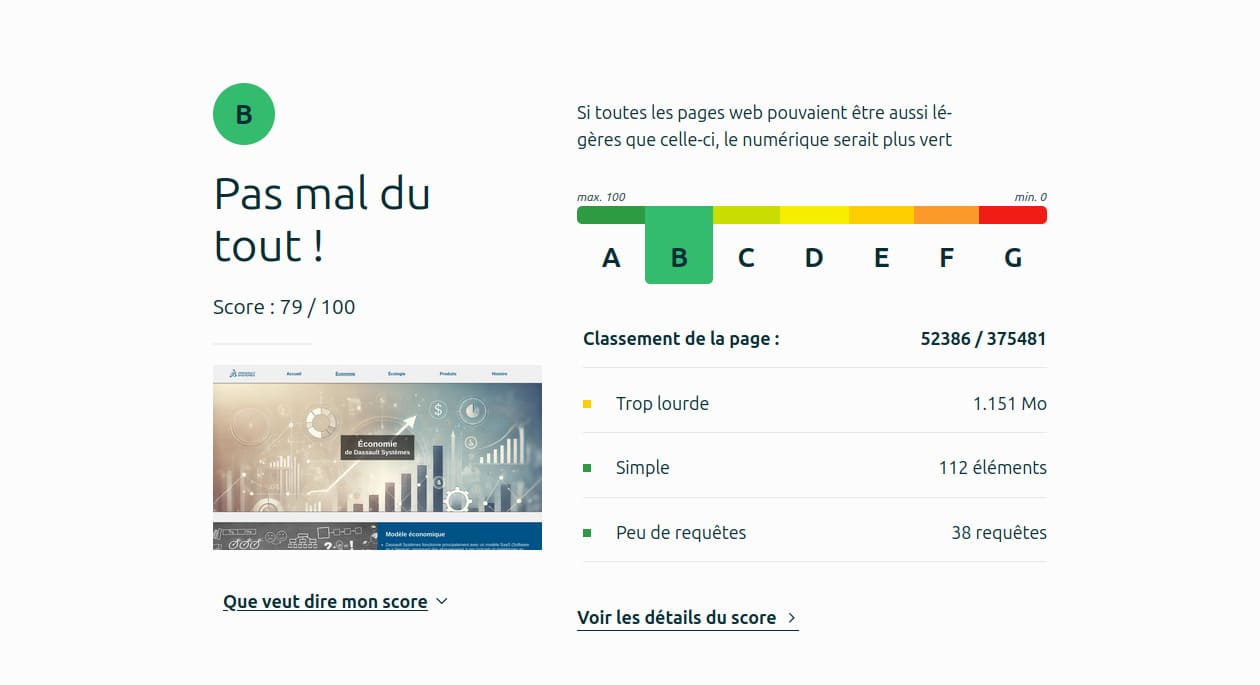 B
Pas mal du
tout !
Score : 79 / 100
Accueil
Économie
Écologie
Produits
Histoire
$
Économie
de Dassault Systèmes
Modèle économique
Que veut dire mon score
Si toutes les pages web pouvaient être aussi lé-
gères que celle-ci, le numérique serait plus vert
max. 100 min. 0
A B C D E F G
Classement de la page : 52386 / 375481
Trop lourde 1.151 Mo
Simple 112 éléments
Peu de requêtes 38 requêtes
Voir les détails du score